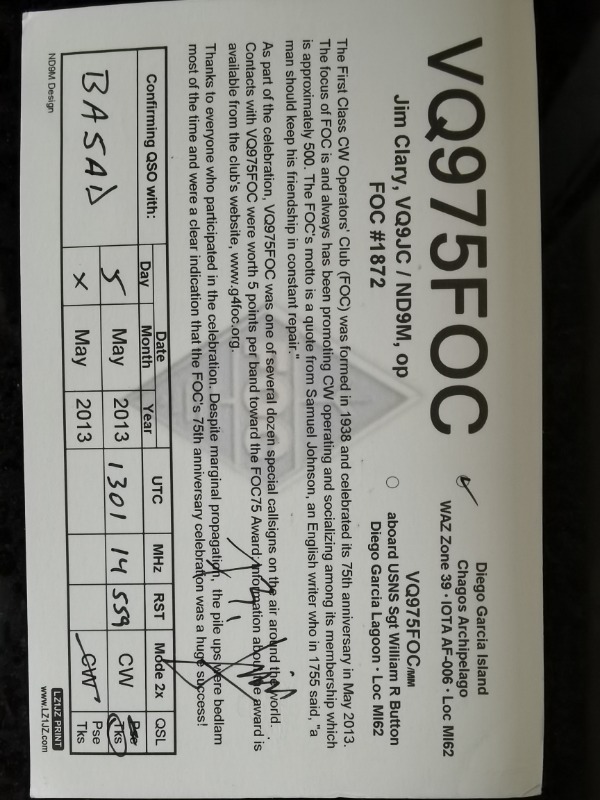 VQ975FOC
Jim Clary, VQ9JC / ND9M, op
FOC #1872
✓ Diego Garcia Island
Chagos Archipelago
WAZ Zone 39 · IOTA AF-006 · Loc MI62
VQ975FOC/MM
aboard USNS Sgt William R Button
Diego Garcia Lagoon · Loc MI62
The First Class CW Operators' Club (FOC) was formed in 1938 and celebrated its 75th anniversary in May 2013.
The focus of FOC is and always has been promoting CW operating and socializing among its membership which
is approximately 500. The FOC's motto is a quote from Samuel Johnson, an English writer who in 1755 said, "a
man should keep his friendship in constant repair."
As part of the celebration, VQ975FOC was one of several dozen special callsigns on the air around the world.
Contacts with VQ975FOC were worth 5 points per band toward the FOC75 Award; information about the award is
available from the club's website, www.g4foc.org.
Thanks to everyone who participated in the celebration. Despite marginal propagation, the pile ups were bedlam
most of the time and were a clear indication that the FOC's 75th anniversary celebration was a huge success!
Confirming QSO with: Date UTC MHz RST Mode 2x QSL
Day Month Year
BA5AD 5 May 2013 1301 14 559 CW Pse Tks
x May 2013 CW Pse Tks
ND9M Design
LZ1JZ PRINT
www.LZ1JZ.com